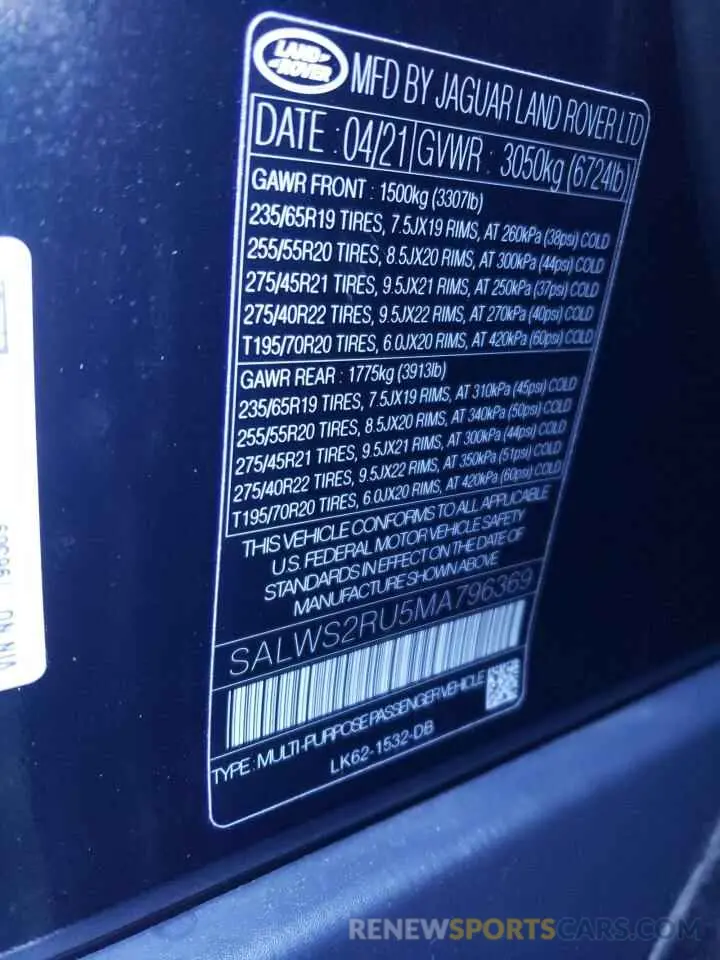 LAND
ROVER
MFD BY JAGUAR LAND ROVER LTD
DATE : 04/21 GVWR : 3050kg (6724lb)
GAWR FRONT : 1500kg (3307lb)
235/65R19 TIRES, 7.5JX19 RIMS, AT 260kPa (38psi) COLD
255/55R20 TIRES, 8.5JX20 RIMS, AT 300kPa (44psi) COLD
275/45R21 TIRES, 9.5JX21 RIMS, AT 250kPa (37psi) COLD
275/40R22 TIRES, 9.5JX22 RIMS, AT 270kPa (40psi) COLD
T195/70R20 TIRES, 6.0JX20 RIMS, AT 420kPa (60psi) COLD
GAWR REAR : 1775kg (3913lb)
235/65R19 TIRES, 7.5JX19 RIMS, AT 310kPa (45psi) COLD
255/55R20 TIRES, 8.5JX20 RIMS, AT 340kPa (50psi) COLD
275/45R21 TIRES, 9.5JX21 RIMS, AT 300kPa (44psi) COLD
275/40R22 TIRES, 9.5JX22 RIMS, AT 350kPa (51psi) COLD
T195/70R20 TIRES, 6.0JX20 RIMS, AT 420kPa (60psi) COLD
THIS VEHICLE CONFORMS TO ALL APPLICABLE
U.S. FEDERAL MOTOR VEHICLE SAFETY
STANDARDS IN EFFECT ON THE DATE OF
MANUFACTURE SHOWN ABOVE
SALWS2RU5MA796369
TYPE : MULTI-PURPOSE PASSENGER VEHICLE
LK62-1532-DB
VIN NO
RENEWSPORTSCARS.COM